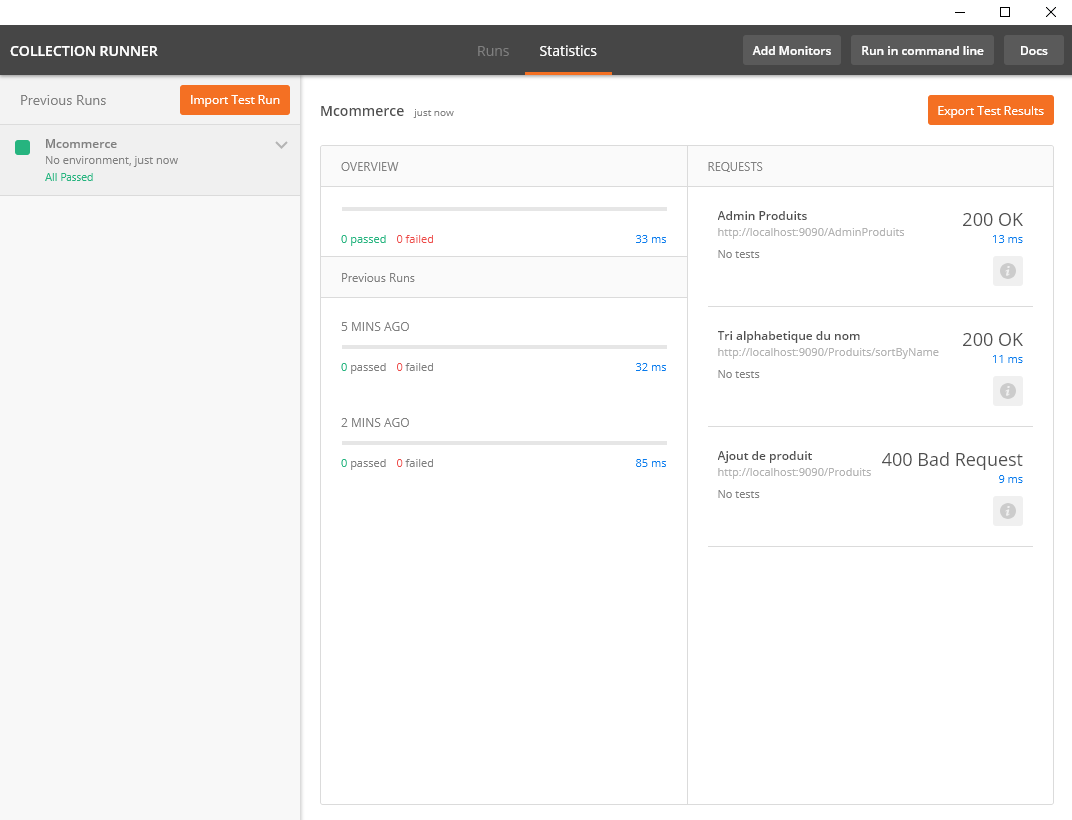 COLLECTION RUNNER
Runs
Statistics
Add Monitors
Run in command line
Docs
Previous Runs
Import Test Run
Mcommerce
No environment, just now
All Passed
Mcommerce just now
Export Test Results
OVERVIEW
0 passed 0 failed 33 ms
Previous Runs
5 MINS AGO
0 passed 0 failed 32 ms
2 MINS AGO
0 passed 0 failed 85 ms
REQUESTS
Admin Produits
200 OK
http://localhost:9090/AdminProduits
13 ms
No tests
Tri alphabetique du nom
200 OK
http://localhost:9090/Produits/sortByName
11 ms
No tests
Ajout de produit
400 Bad Request
http://localhost:9090/Produits
9 ms
No tests